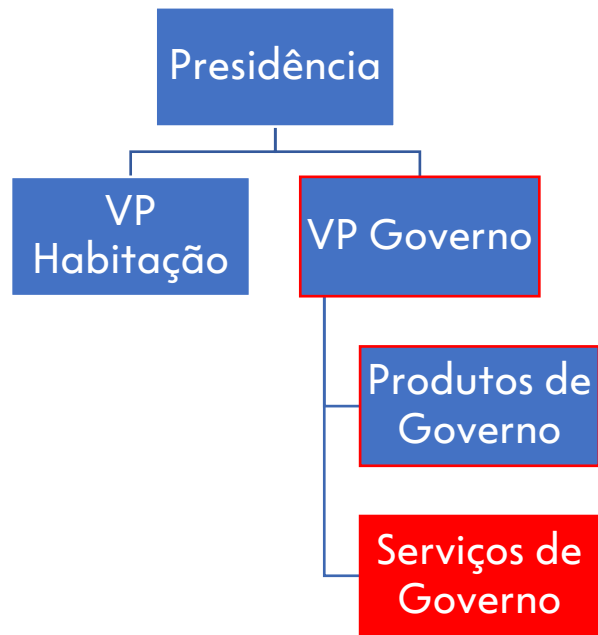 Presidência
VP
Habitação
VP Governo
Produtos de
Governo
Serviços de
Governo